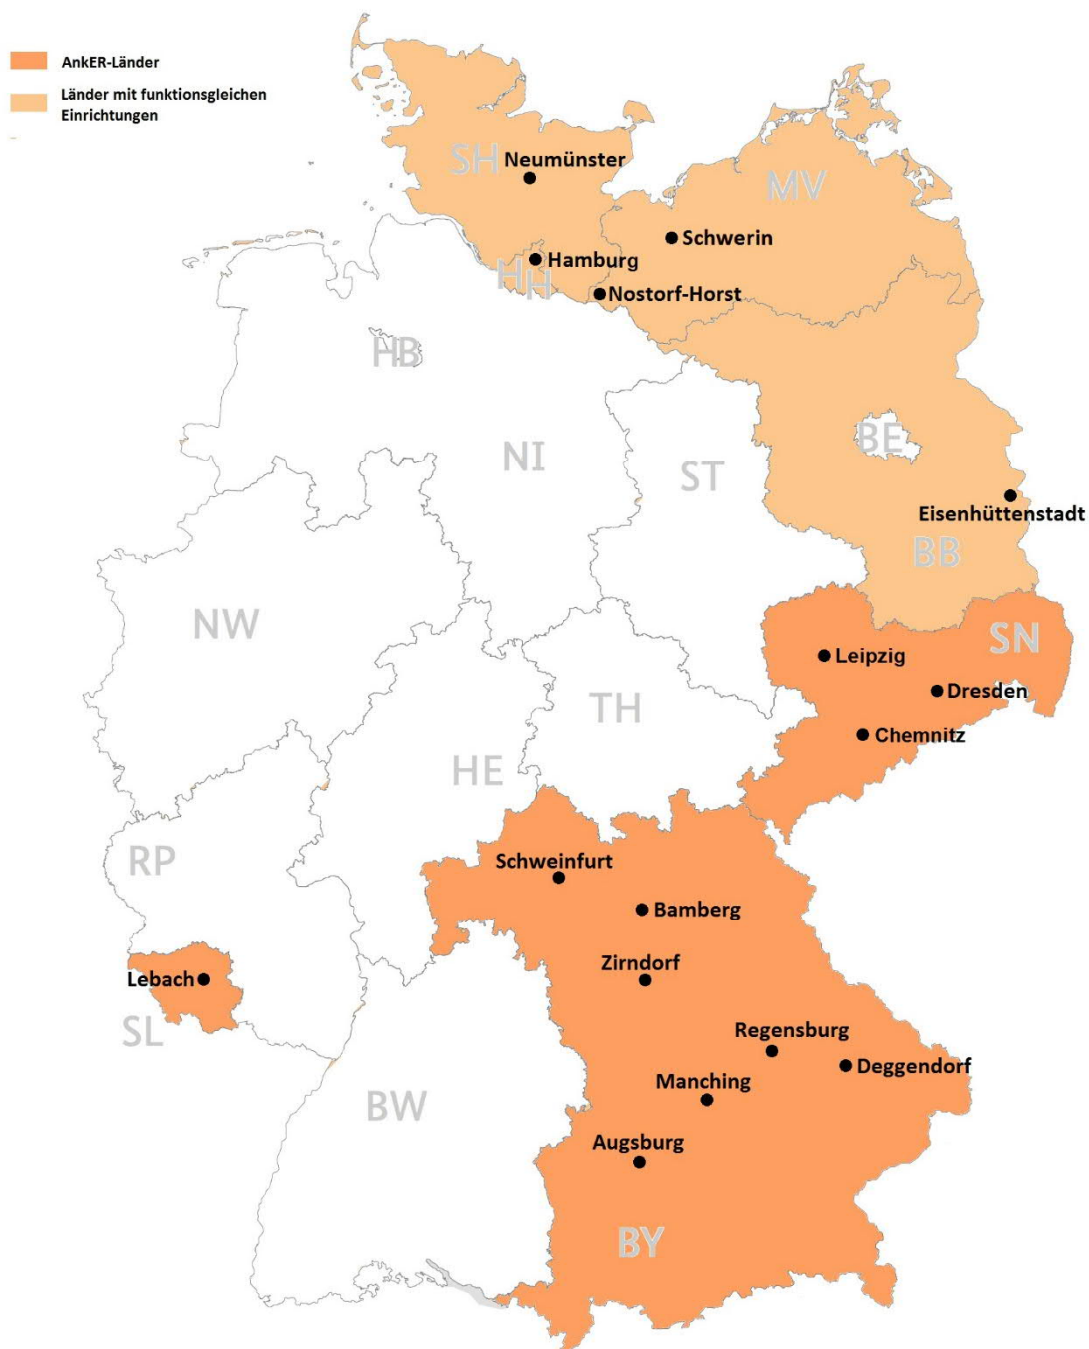 AnkER-Länder
Länder mit funktionsgleichen
Einrichtungen
SH
Neumünster
MV
Schwerin
Hamburg
HH
Nostorf-Horst
HB
BE
NI
ST
Eisenhüttenstadt
BB
NW
SN
Leipzig
Dresden
TH
Chemnitz
HE
RP
Schweinfurt
Bamberg
Zirndorf
Lebach
SL
Regensburg
Deggendorf
Manching
BW
Augsburg
BY